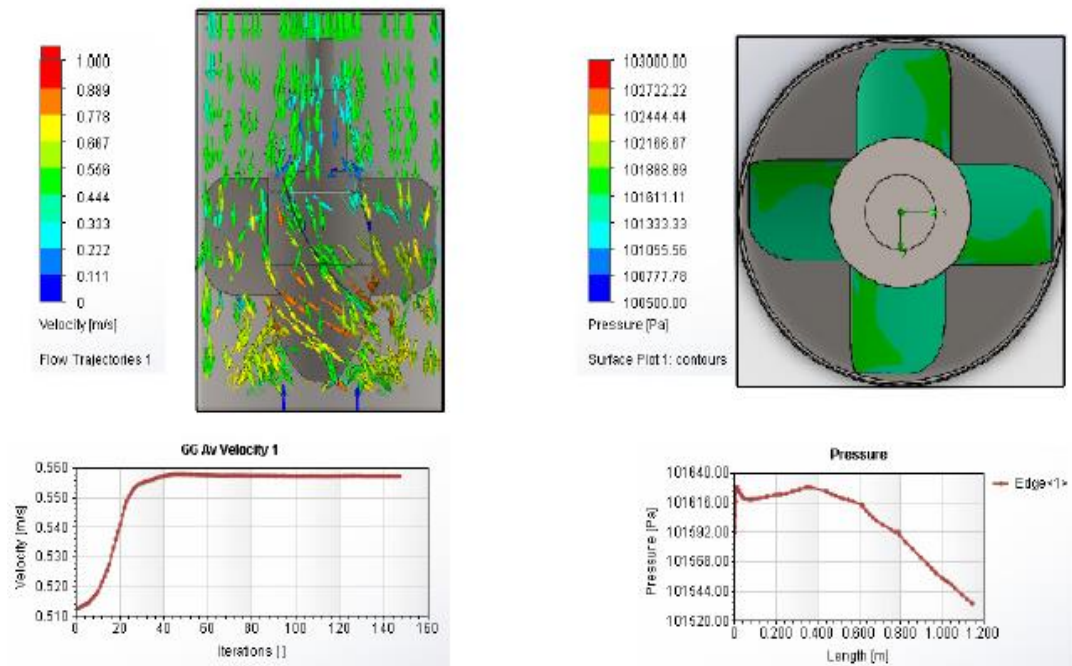 1.000
0.889
0.778
0.667
0.556
0.444
0.333
0.222
0.111
0
Velocity [m/s]
Flow Trajectories 1
103000.00
102722.22
102444.44
102166.67
101888.89
101611.11
101333.33
101055.56
100777.78
100500.00
Pressure [Pa]
Surface Plot 1: contours
GG Av Velocity 1
0.560
0.550
0.540
0.530
0.520
0.510
Velocity [m/s]
0 20 40 60 80 100 120 140 160
Iterations [ ]
Pressure
101640.00
101616.00
101592.00
101568.00
101544.00
101520.00
Pressure [Pa]
0 0.200 0.400 0.600 0.800 1.000 1.200
Length [m]
Edge<1>